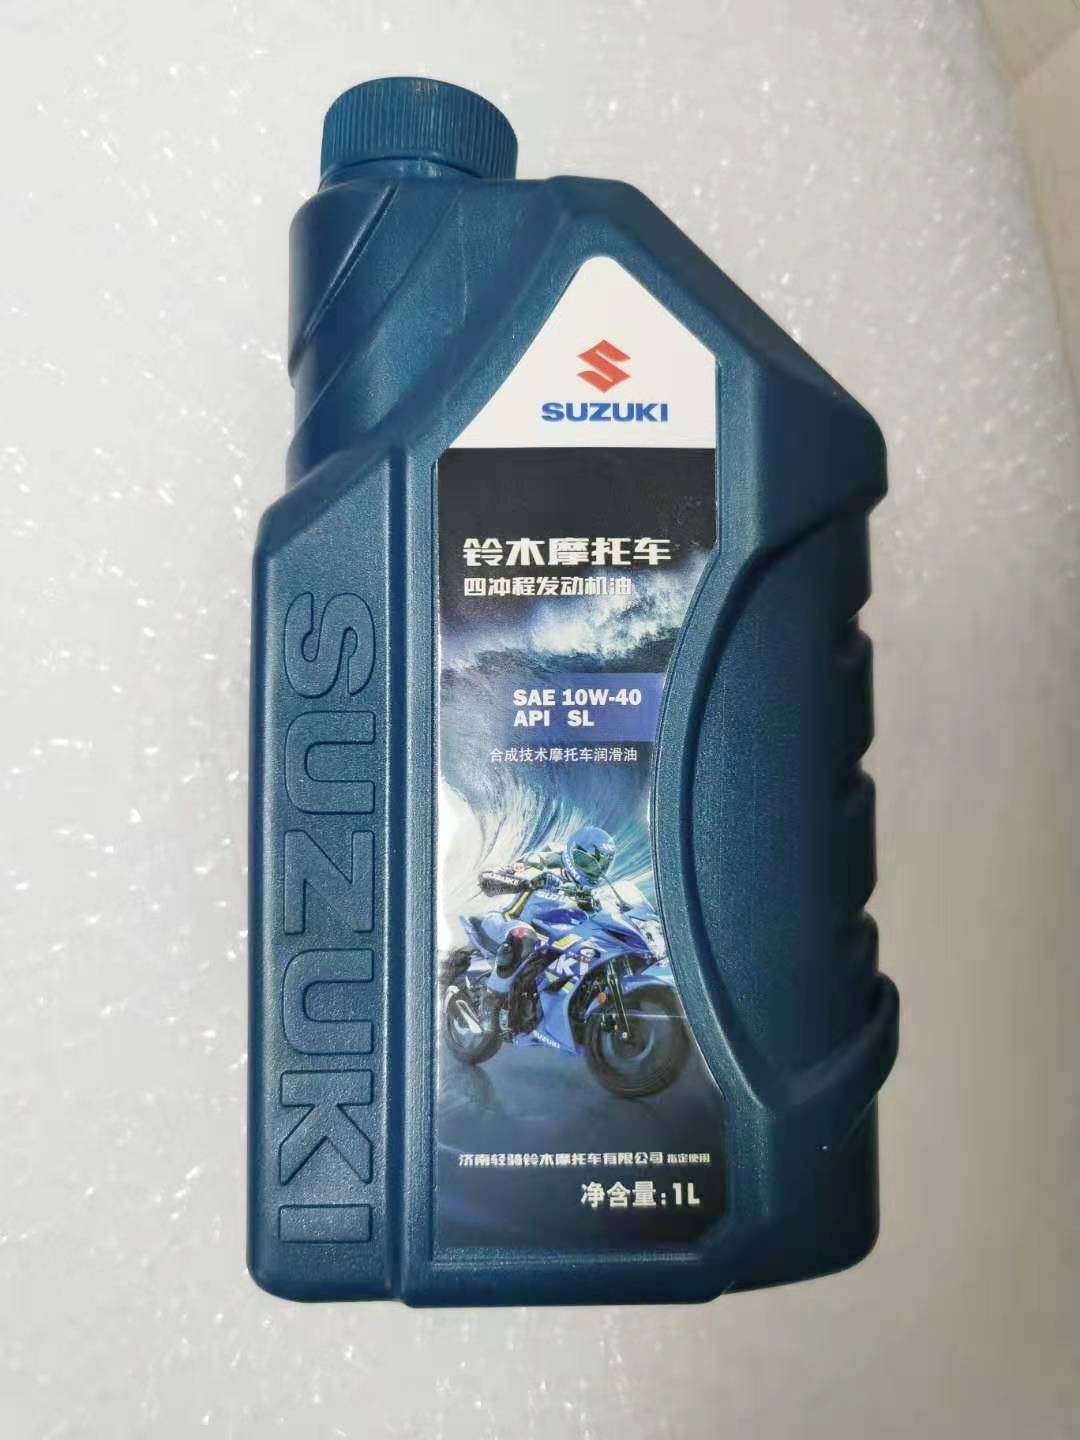 SUZUKI
铃木摩托车
四冲程发动机油
SAE 10W-40
API SL
合成技术摩托车润滑油
济南轻骑铃木摩托车有限公司 指定使用
净含量:1L
SUZUKI